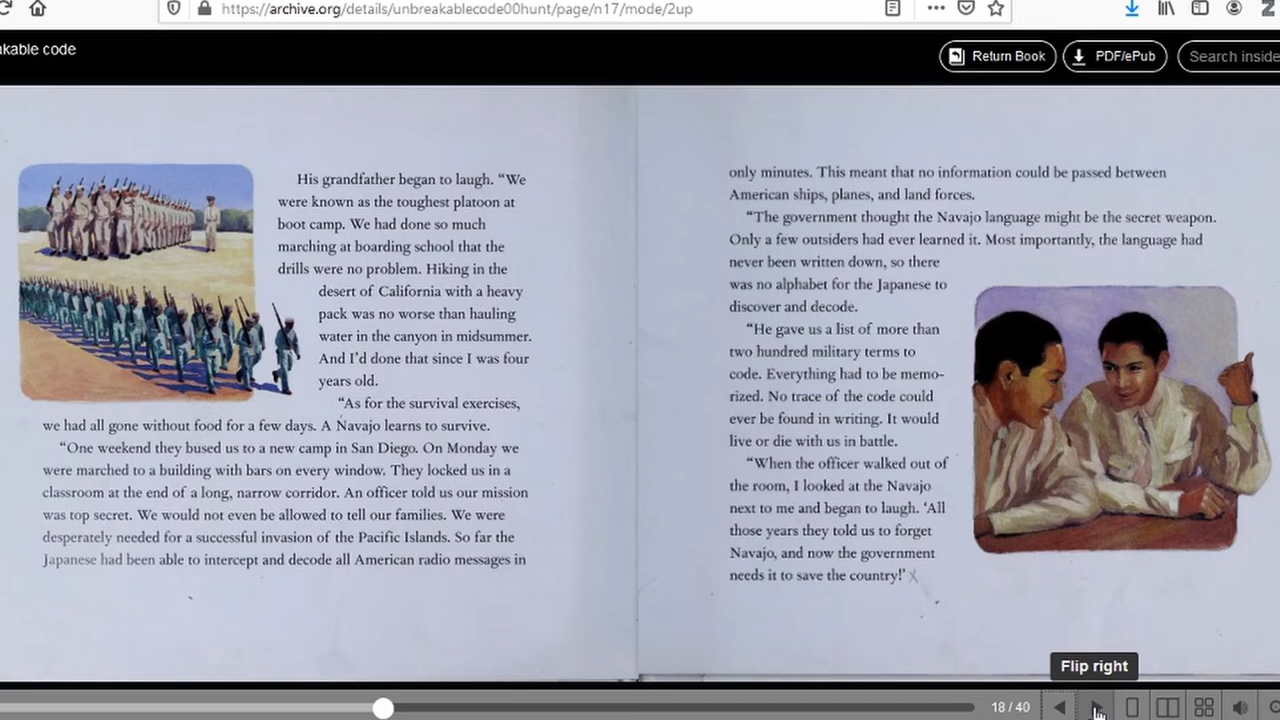 https://archive.org/details/unbreakablecode00hunt/page/n17/mode/2up
akable code
Return Book
PDF/ePub
Search inside
His grandfather began to laugh. “We
were known as the toughest platoon at
boot camp. We had done so much
marching at boarding school that the
drills were no problem. Hiking in the
desert of California with a heavy
pack was no worse than hauling
water in the canyon in midsummer.
And I’d done that since I was four
years old.
“As for the survival exercises,
we had all gone without food for a few days. A Navajo learns to survive.
“One weekend they bused us to a new camp in San Diego. On Monday we
were marched to a building with bars on every window. They locked us in a
classroom at the end of a long, narrow corridor. An officer told us our mission
was top secret. We would not even be allowed to tell our families. We were
desperately needed for a successful invasion of the Pacific Islands. So far the
Japanese had been able to intercept and decode all American radio messages in
only minutes. This meant that no information could be passed between
American ships, planes, and land forces.
“The government thought the Navajo language might be the secret weapon.
Only a few outsiders had ever learned it. Most importantly, the language had
never been written down, so there
was no alphabet for the Japanese to
discover and decode.
“He gave us a list of more than
two hundred military terms to
code. Everything had to be memo-
rized. No trace of the code could
ever be found in writing. It would
live or die with us in battle.
“When the officer walked out of
the room, I looked at the Navajo
next to me and began to laugh. ‘All
those years they told us to forget
Navajo, and now the government
needs it to save the country!’
Flip right
18 / 40